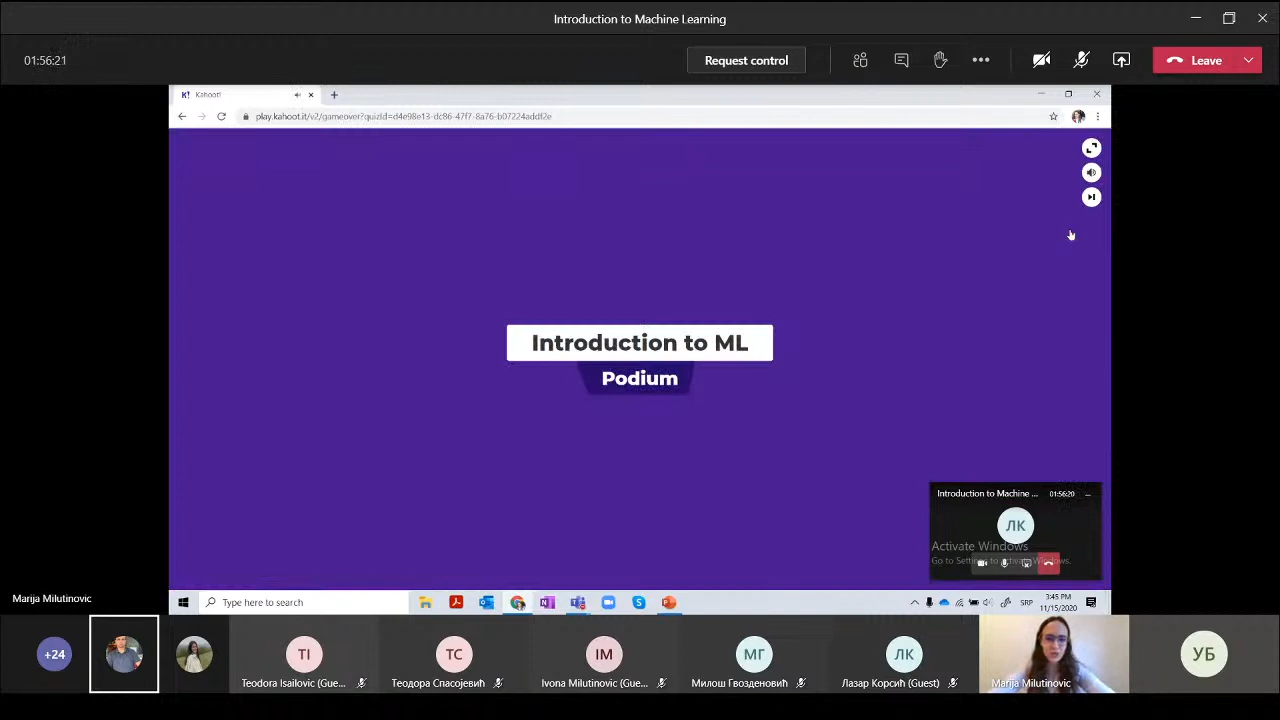 Introduction to Machine Learning
01:56:21
Request control
Leave
K! Kahoot!
play.kahoot.it/v2/gameover?quizId=d4e98e13-dc86-47f7-8a76-b07224addf2e
Introduction to ML
Podium
Introduction to Machine ...
01:56:20
ЛК
Activate Windows
Go to Settings to activate Windows.
Type here to search
SRP
3:45 PM
11/15/2020
Marija Milutinovic
+24
TI
Teodora Isailovic (Gue...
TC
Теодора Спасојевић
IM
Ivona Milutinovic (Gue...
МГ
Милош Гвозденовић
ЛК
Лазар Корсић (Guest)
Marija Milutinovic
УБ